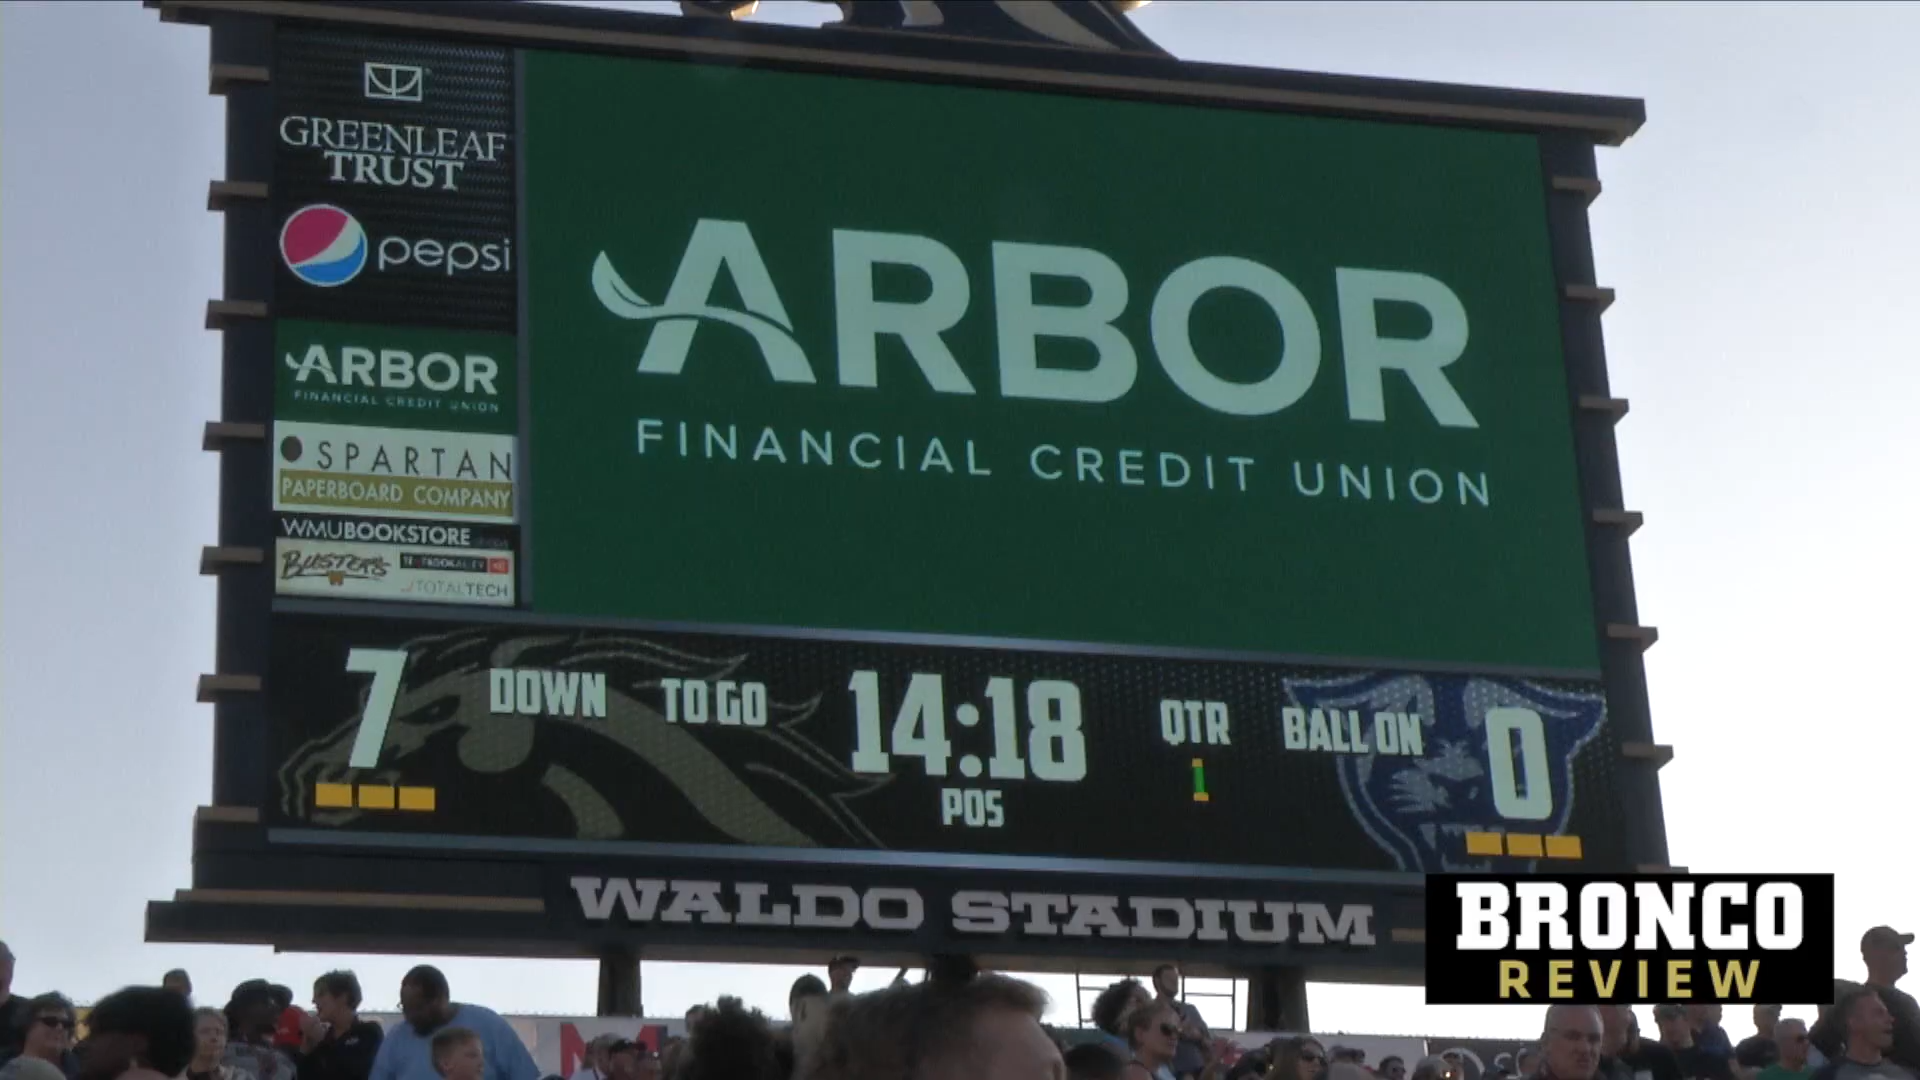 GREENLEAF
TRUST
pepsi
ARBOR
FINANCIAL CREDIT UNION
SPARTAN
PAPERBOARD COMPANY
WMUBOOKSTORE
BUSTER'S
TOTALTECH
ARBOR
FINANCIAL CREDIT UNION
7 DOWN TO GO 14:18 QTR BALL ON 0
POS 1
WALDO STADIUM
BRONCO
REVIEW